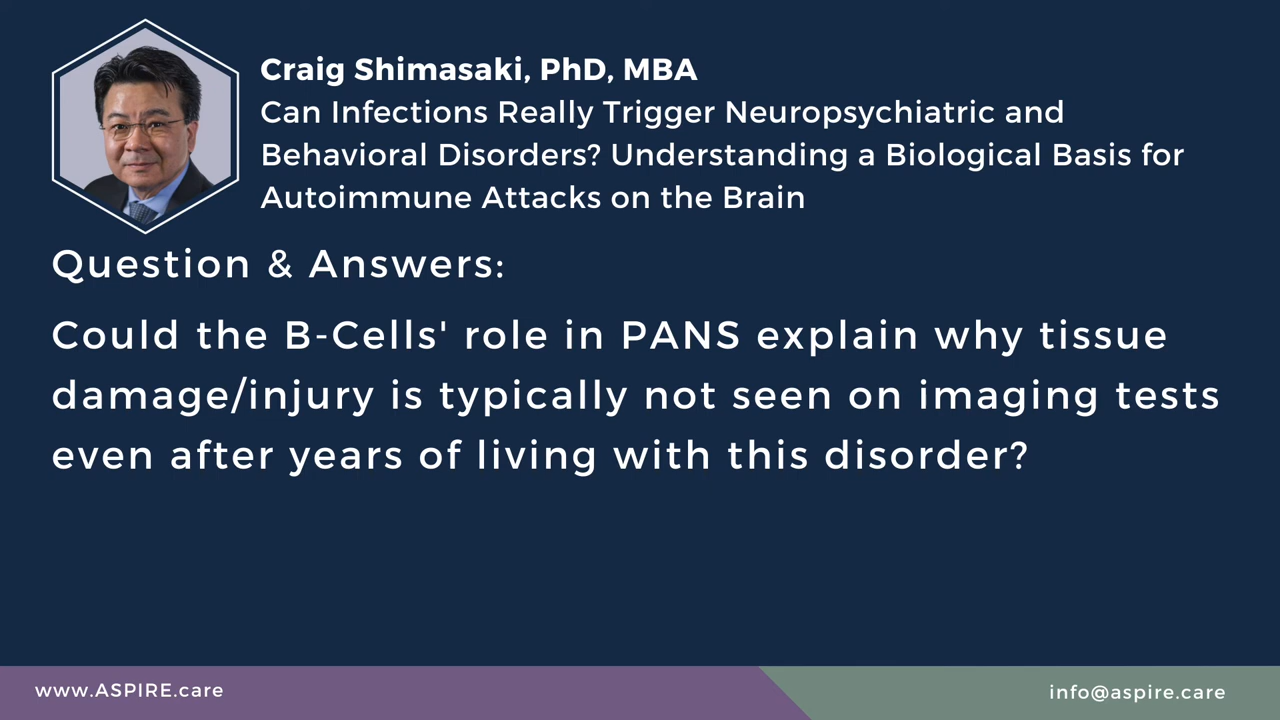 Craig Shimasaki, PhD, MBA
Can Infections Really Trigger Neuropsychiatric and
Behavioral Disorders? Understanding a Biological Basis for
Autoimmune Attacks on the Brain
Question & Answers:
Could the B-Cells' role in PANS explain why tissue
damage/injury is typically not seen on imaging tests
even after years of living with this disorder?
www.ASPIRE.care
info@aspire.care